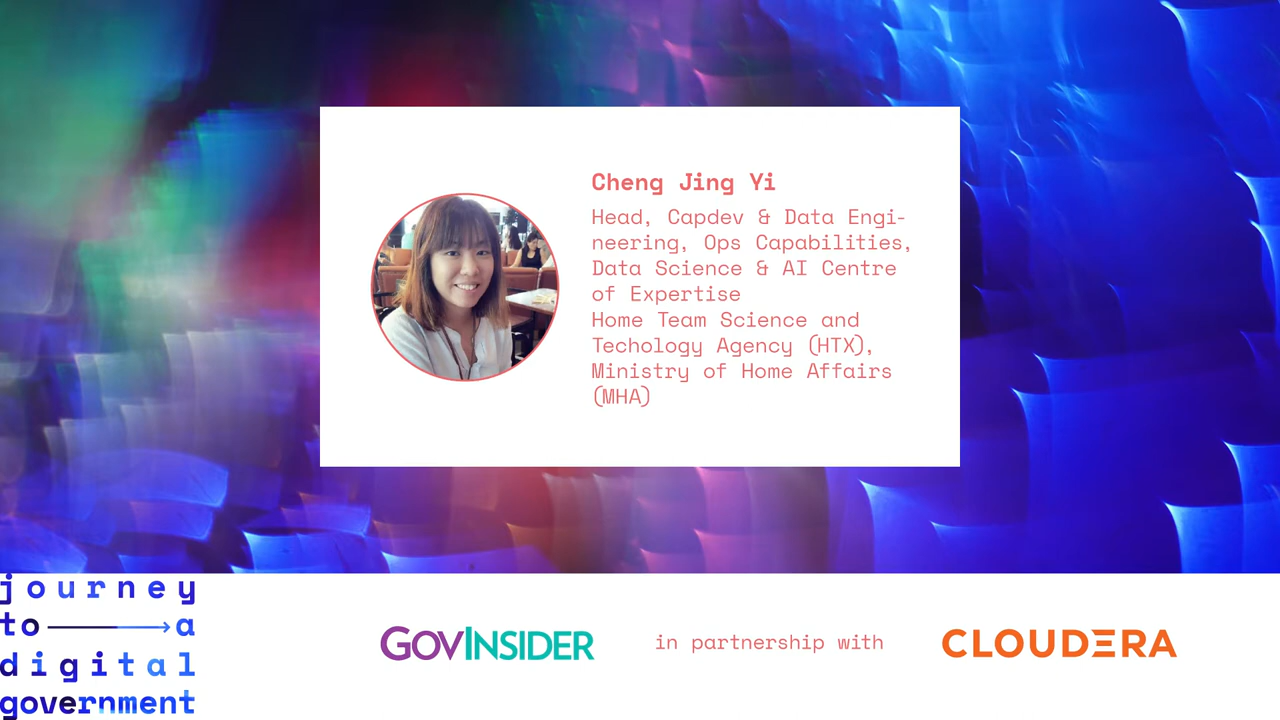 Cheng Jing Yi
Head, Capdev & Data Engi-
neering, Ops Capabilities,
Data Science & AI Centre
of Expertise
Home Team Science and
Techology Agency (HTX),
Ministry of Home Affairs
(MHA)
journey
to a
digital
government
GOVINSIDER
in partnership with
CLOUDERA